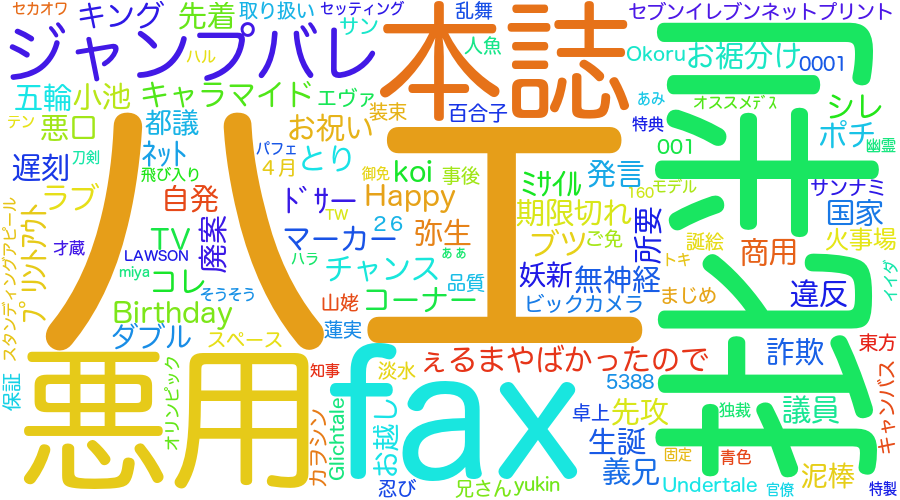 セカオワ
キング
先着
取り扱い
セッティング
サン
乱舞
人魚
セブンイレブンネットプリント
ジャンプバレ
ハル
本誌
Okoru
お裾分け
0001
五輪
小池
キャラマイド
エヴァ
装束
百合子
あみ
オススメデス
シレ
テン
悪口
都議
お祝い
特典
001
ポチ
幽霊
遅刻
刀剣
ネット
パフェ
4月
とり
御免
koi
事後
ミサイル
発言
160
モデル
サンナミ
飛び入り
ラブ
自発
ドサー
Happy
TW
26
弥生
期限切れ
所要
国家
ハエ
スタンディングアピール
プリントアウト
才蔵
LAWSON
TV
廃案
マーカー
ぁぁ
ブツ
ご免
誕絵
商用
火事場
miya
コレ
そうそう
ハラ
チャンス
品質
妖新
無神経
トキ
イイダ
Birthday
山姥
コーナー
ビックカメラ
まじめ
違反
ダブル
スペース
蓮実
ぇるまやばかったので
詐欺
東方
悪用
保証
オリンピック
知事
fax
淡水
5388
独裁
キャンバス
カヲシン
Glichtale
お越し
卓上
先攻
議員
生誕
固定
青色
義兄
泥棒
忍び
兄さん
yukin
Undertale
官僚
特製